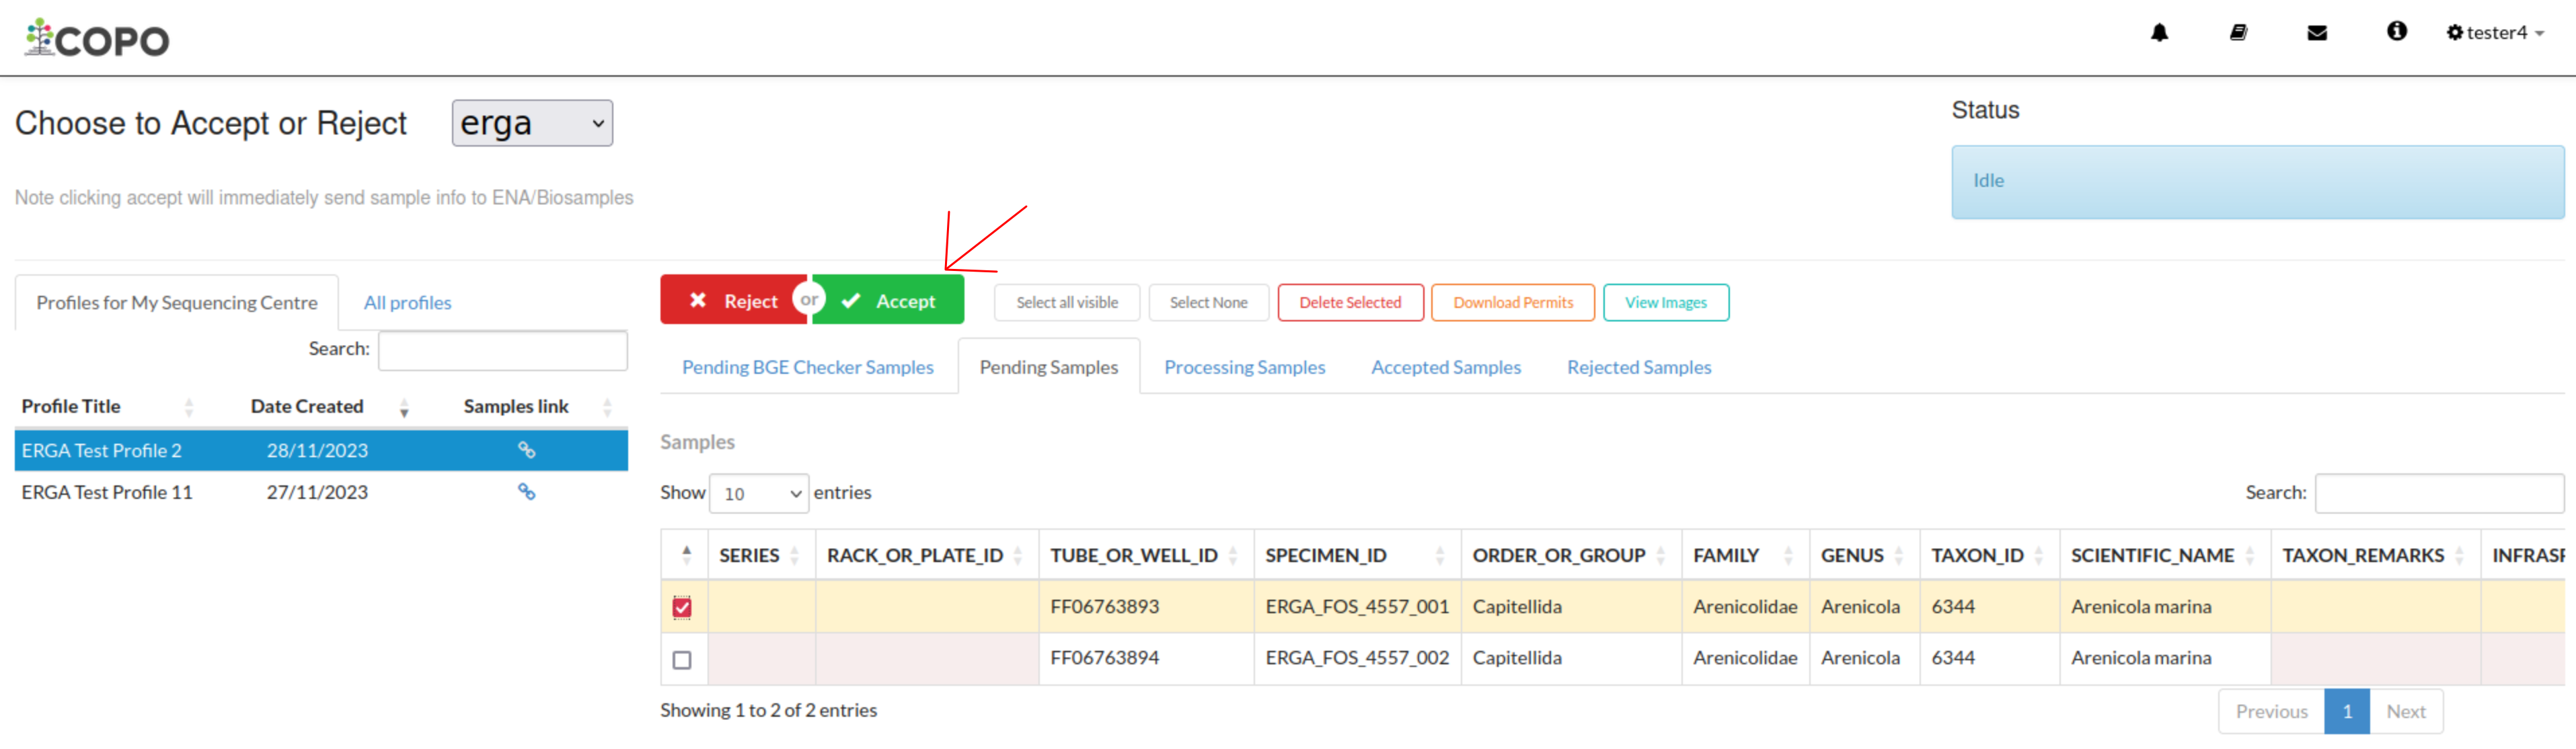 COPO
tester4
Choose to Accept or Reject erga
Status
Idle
Note clicking accept will immediately send sample info to ENA/Biosamples
Profiles for My Sequencing Centre All profiles
Search:
Profile Title Date Created Samples link
ERGA Test Profile 2 28/11/2023
ERGA Test Profile 11 27/11/2023
Reject or Accept Select all visible Select None Delete Selected Download Permits View Images
Pending BGE Checker Samples Pending Samples Processing Samples Accepted Samples Rejected Samples
Samples
Show 10 entries Search:
SERIES RACK_OR_PLATE_ID TUBE_OR_WELL_ID SPECIMEN_ID ORDER_OR_GROUP FAMILY GENUS TAXON_ID SCIENTIFIC_NAME TAXON_REMARKS
FF06763893 ERGA_FOS_4557_001 Capitellida Arenicolidae Arenicola 6344 Arenicola marina
FF06763894 ERGA_FOS_4557_002 Capitellida Arenicolidae Arenicola 6344 Arenicola marina
Showing 1 to 2 of 2 entries
Previous 1 Next